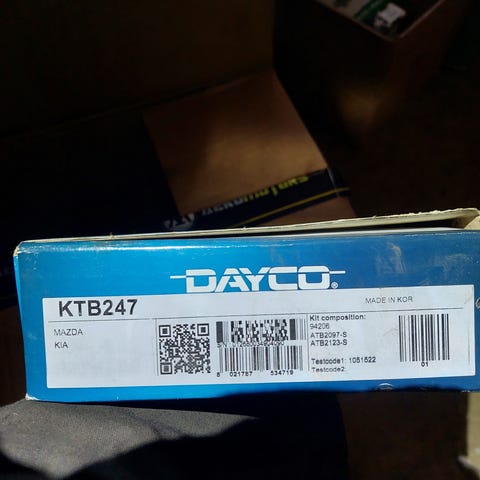 DAYCO®
KTB247
MADE IN KOR
MAZDA
KIA
Kit composition:
94206
ATB2097-S
ATB2123-S
Testcode1: 1051522
Testcode2:
8 021787 534719
01